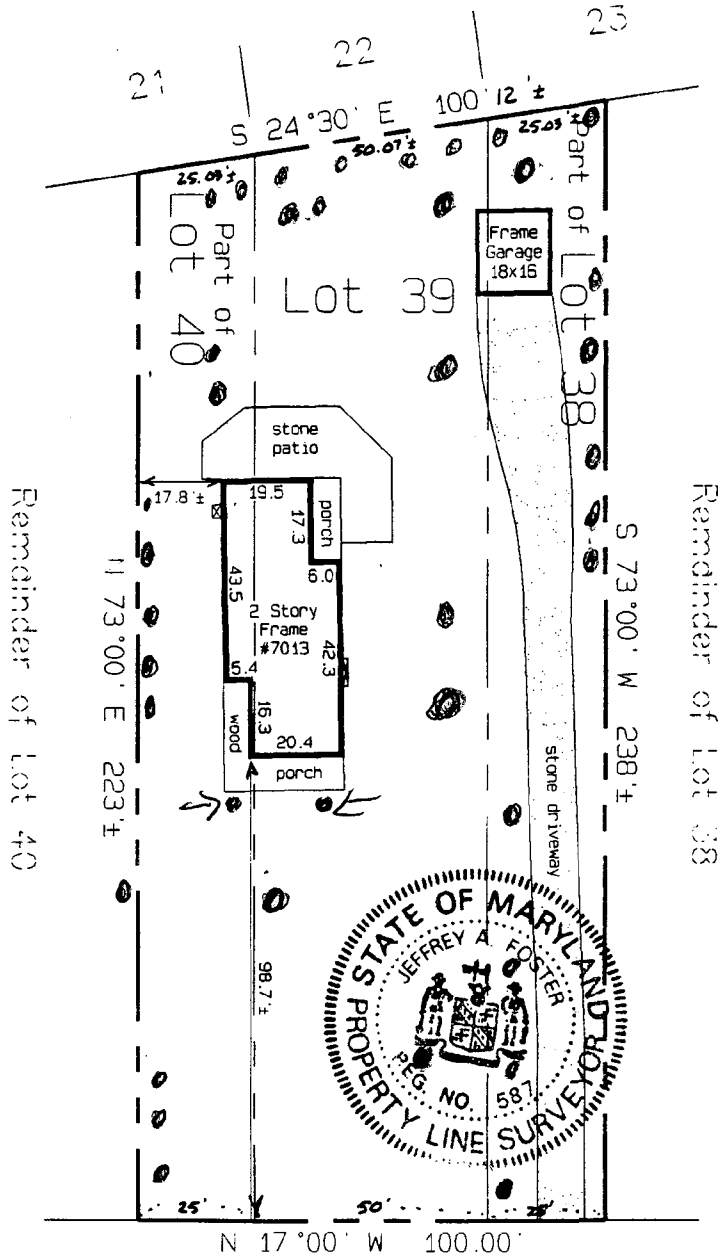 21
22
23
S 24°30' E 100'12'±
25.09'±
50.07'±
25.03'±
Part of
Lot 40
Lot 39
Part of Lot 38
Frame
Garage
18x16
stone
patio
17.8'±
19.5
17.3
porch
6.0
43.5
2 Story
Frame
#7013
42.3
5.4
16.3
wood
20.4
porch
Remainder of Lot 40
N 73°00' E 223'±
S 73°00' W 238'±
Remainder of Lot 38
stone driveway
98.7'±
STATE OF MARYLAND
JEFFREY A. FOSTER
REG. NO. 587
PROPERTY LINE SURVEYOR
25'
50'
25'
N 17°00' W 100.00'